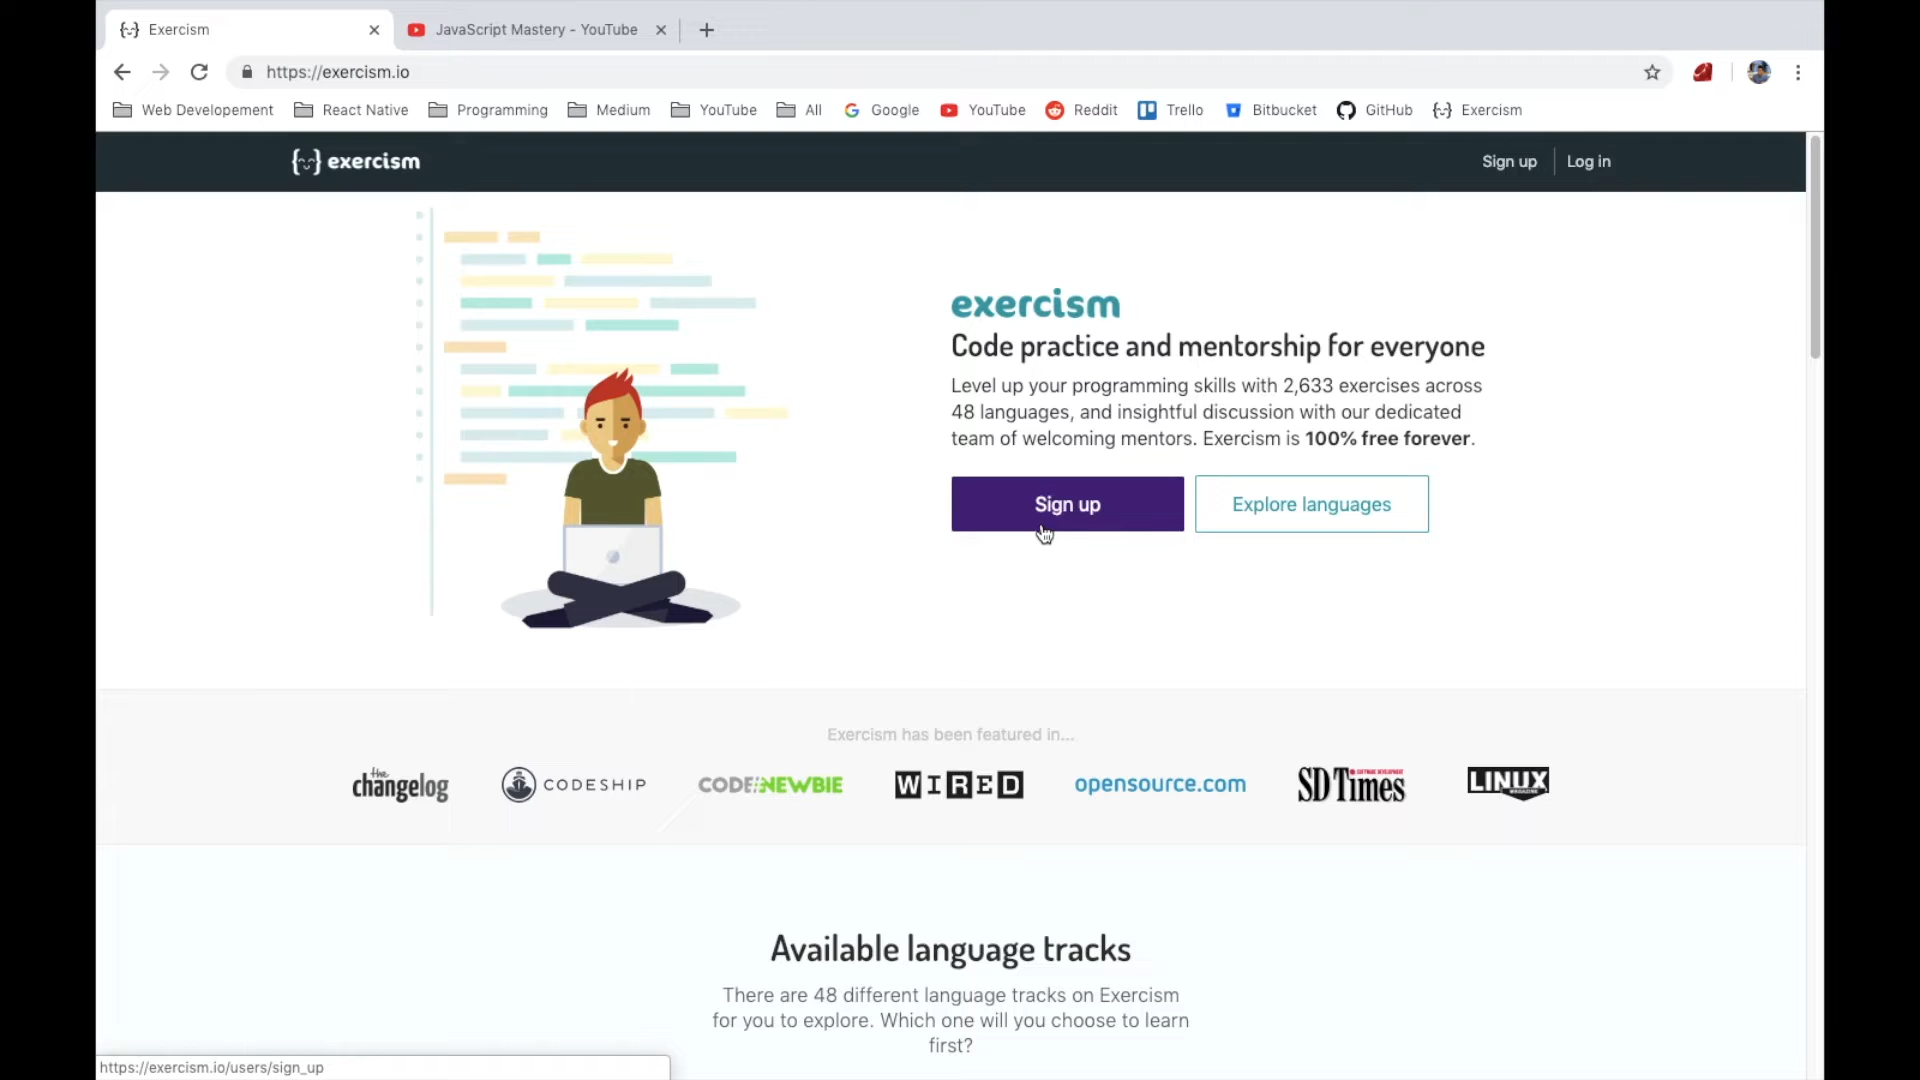 Exercism
JavaScript Mastery - YouTube
https://exercism.io
Web Developement
React Native
Programming
Medium
YouTube
All
Google
YouTube
Reddit
Trello
Bitbucket
GitHub
Exercism
exercism
Sign up
Log in
exercism
Code practice and mentorship for everyone
Level up your programming skills with 2,633 exercises across
48 languages, and insightful discussion with our dedicated
team of welcoming mentors. Exercism is 100% free forever.
Sign up
Explore languages
Exercism has been featured in...
the
changelog
CODESHIP
CODE NEWBIE
WIRED
opensource.com
SD Times
LINUX
Available language tracks
There are 48 different language tracks on Exercism
for you to explore. Which one will you choose to learn
first?
https://exercism.io/users/sign_up